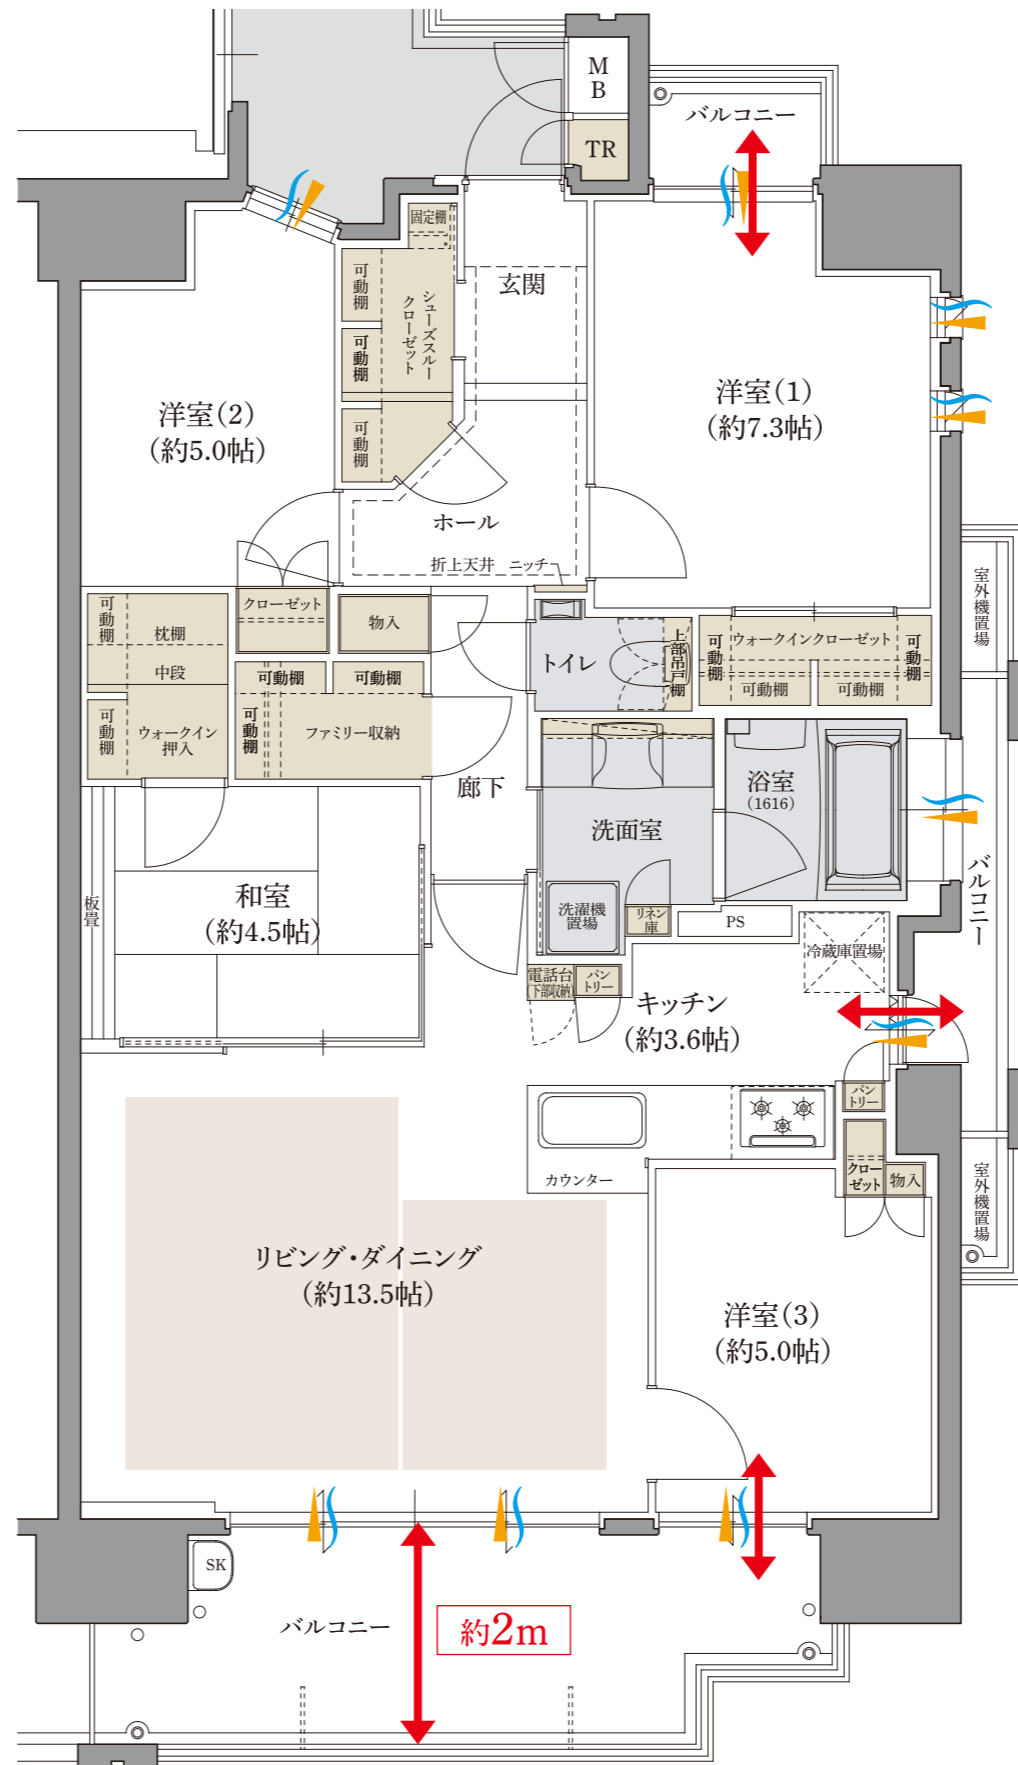 M
B
TR
バルコニー
固定棚
可動棚
可動棚
可動棚
シューズスルー
クローゼット
玄関
洋室(1)
(約7.3帖)
洋室(2)
(約5.0帖)
ホール
折上天井
ニッチ
室外機置場
可動棚
枕棚
中段
可動棚
ウォークイン
押入
クローゼット
物入
可動棚
可動棚
可動棚
ファミリー収納
トイレ
上部吊戸棚
可動棚
ウォークインクローゼット
可動棚
可動棚
可動棚
廊下
洗面室
浴室
(1616)
バルコニー
板畳
和室
(約4.5帖)
洗濯機
置場
リネン
庫
PS
冷蔵庫置場
電話台
(下部収納)
パン
トリー
キッチン
(約3.6帖)
パン
トリー
カウンター
クロー
ゼット
物入
室外機置場
リビング・ダイニング
(約13.5帖)
洋室(3)
(約5.0帖)
SK
バルコニー
約2m